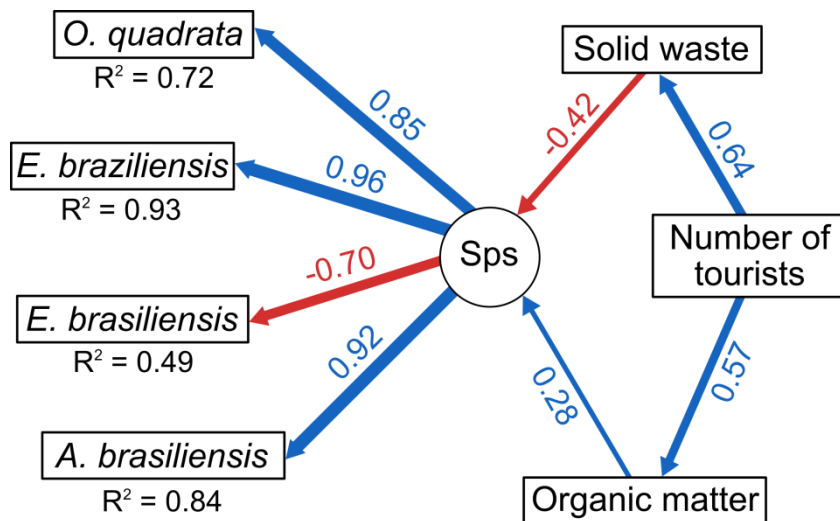 O. quadrata
R² = 0.72
0.85
E. braziliensis
R² = 0.93
0.96
Sps
-0.70
E. brasiliensis
R² = 0.49
0.92
A. brasiliensis
R² = 0.84
Solid waste
-0.42
0.64
Number of
tourists
0.57
0.28
Organic matter